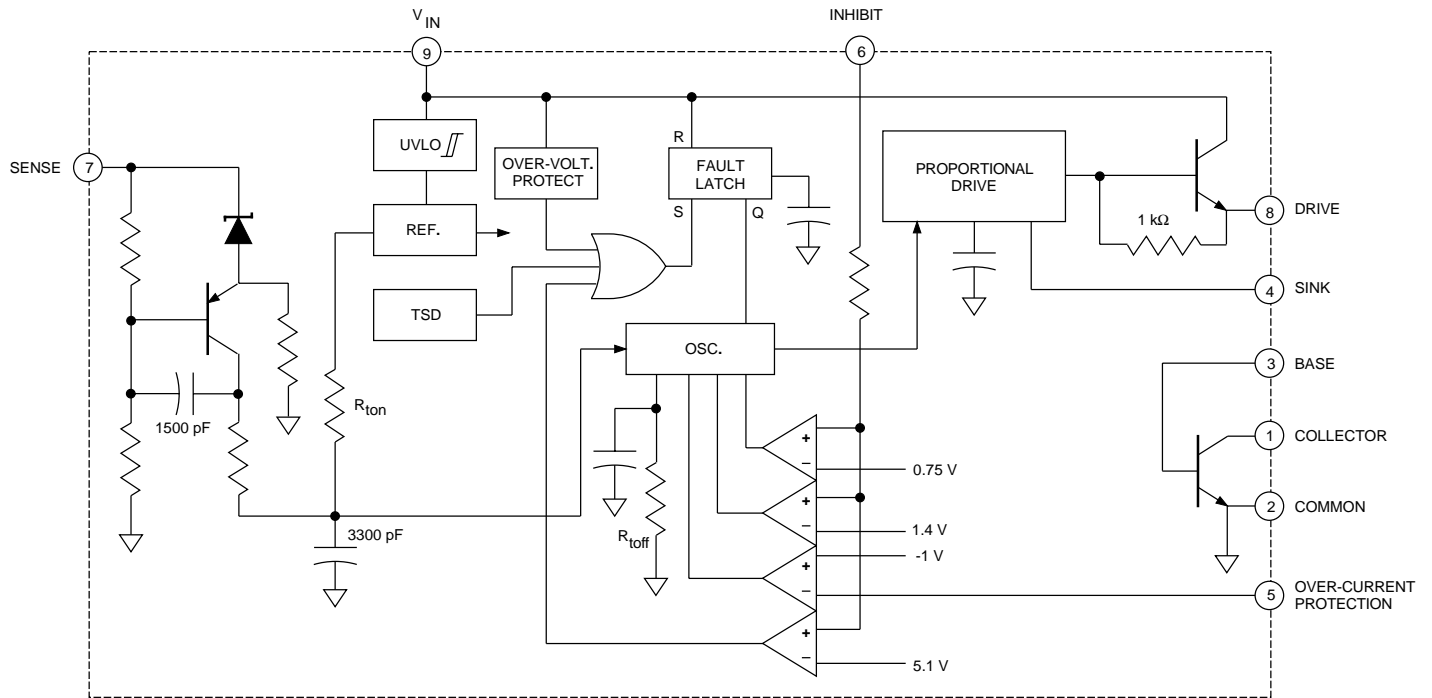 V IN
INHIBIT
9
6
R
UVLO
OVER-VOLT.
PROTECT
FAULT
LATCH
PROPORTIONAL
DRIVE
SENSE
7
S
Q
1 kΩ
8
DRIVE
REF.
TSD
4
SINK
OSC.
3
BASE
Rton
1500 pF
+
–
0.75 V
1
COLLECTOR
+
–
1.4 V
2
COMMON
3300 pF
Rtoff
+
–
-1 V
5
OVER-CURRENT
PROTECTION
+
–
5.1 V